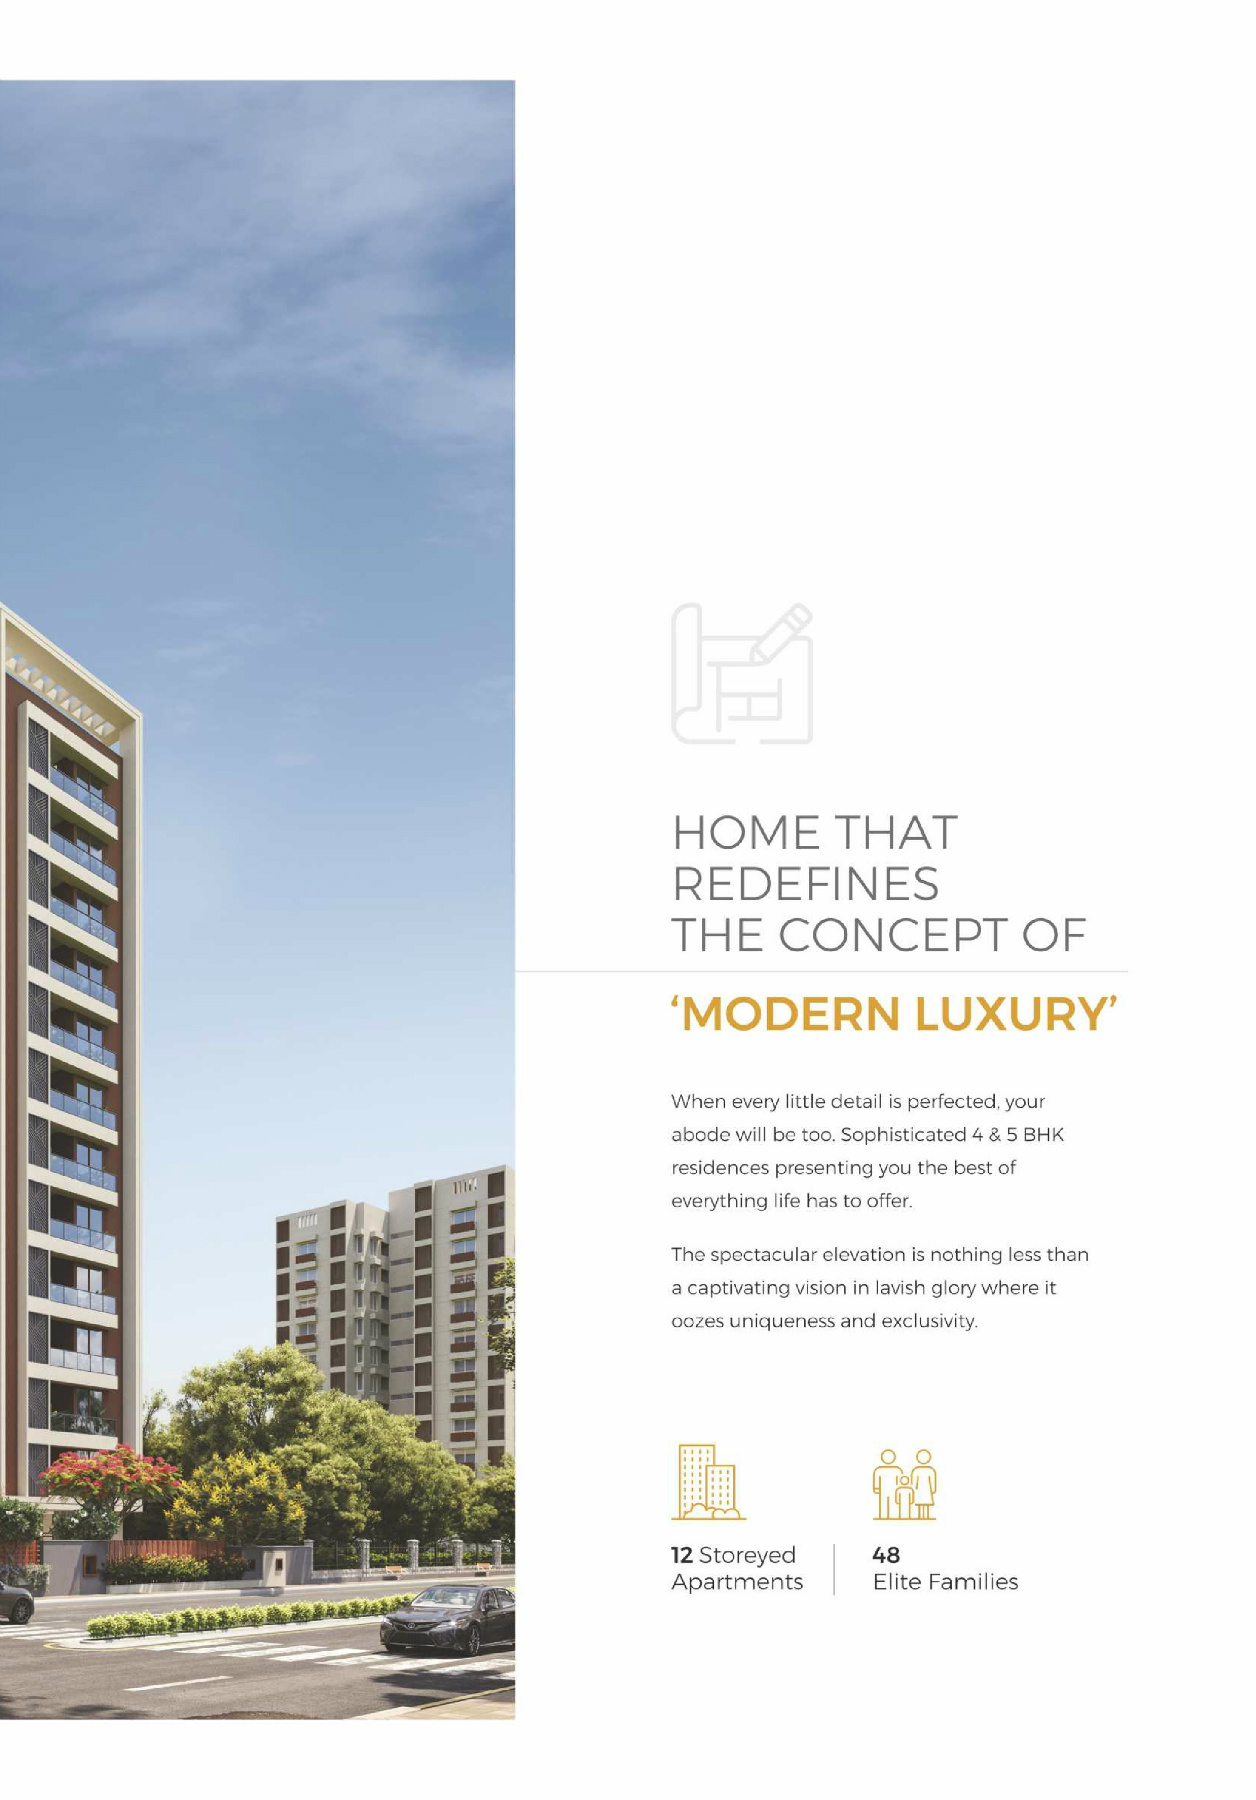 HOME THAT
REDEFINES
THE CONCEPT OF
‘MODERN LUXURY’
When every little detail is perfected, your
abode will be too. Sophisticated 4 & 5 BHK
residences presenting you the best of
everything life has to offer.
The spectacular elevation is nothing less than
a captivating vision in lavish glory where it
oozes uniqueness and exclusivity.
12 Storeyed
Apartments
48
Elite Families